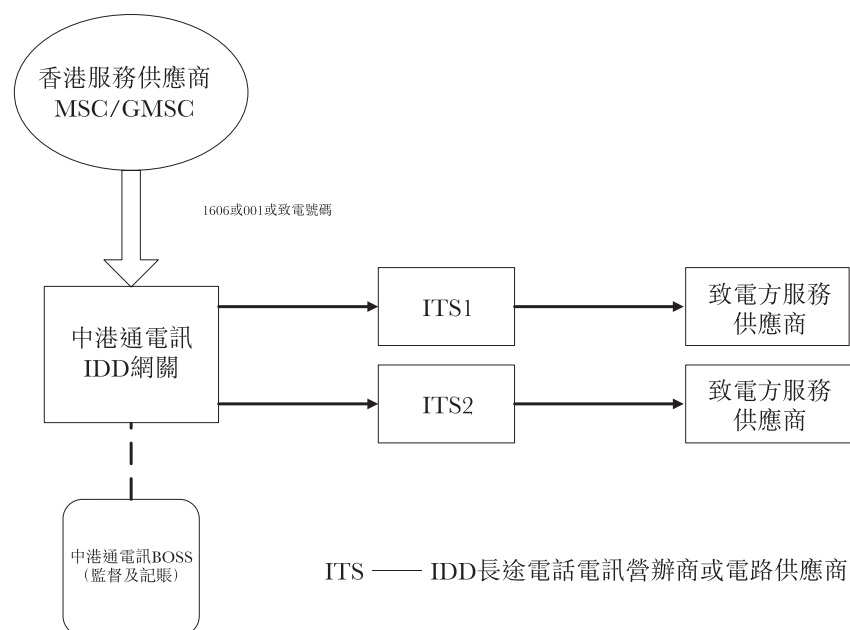 香港服務供應商
MSC/GMSC
1606或001或致電號碼
中港通電訊
IDD網關
ITS1
致電方服務
供應商
ITS2
致電方服務
供應商
中港通電訊BOSS
（監督及記賬）
ITS —— IDD長途電話電訊營辦商或電路供應商